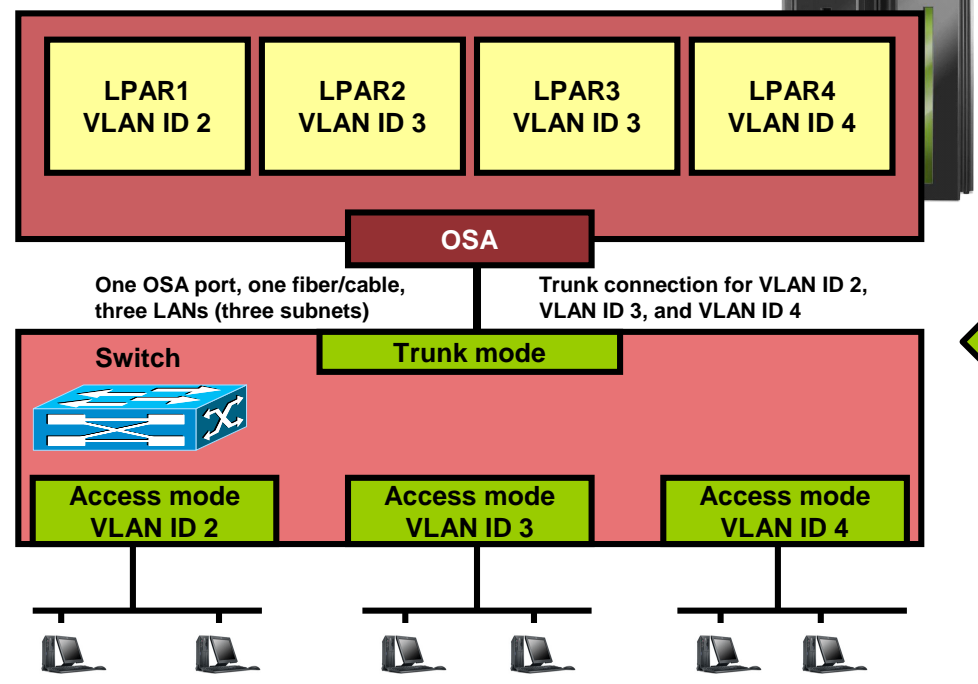 LPAR1
VLAN ID 2
LPAR2
VLAN ID 3
LPAR3
VLAN ID 3
LPAR4
VLAN ID 4
OSA
One OSA port, one fiber/cable,
three LANs (three subnets)
Trunk connection for VLAN ID 2,
VLAN ID 3, and VLAN ID 4
Switch
Trunk mode
Access mode
VLAN ID 2
Access mode
VLAN ID 3
Access mode
VLAN ID 4